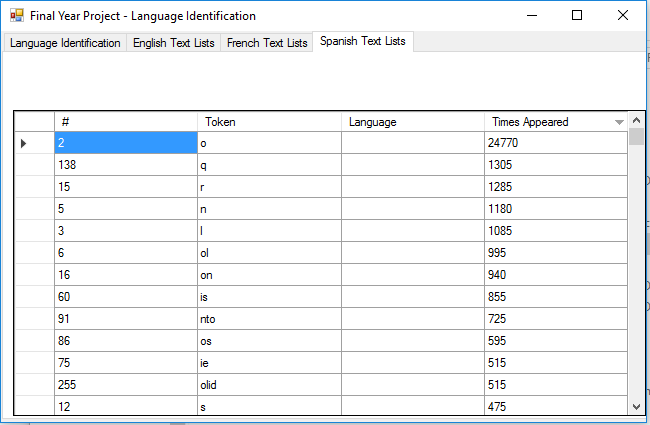 Final Year Project - Language Identification
Language Identification English Text Lists French Text Lists Spanish Text Lists
# Token Language Times Appeared
2 o 24770
138 q 1305
15 r 1285
5 n 1180
3 l 1085
6 ol 995
16 on 940
60 is 855
91 nto 725
86 os 595
75 ie 515
255 olid 515
12 s 475